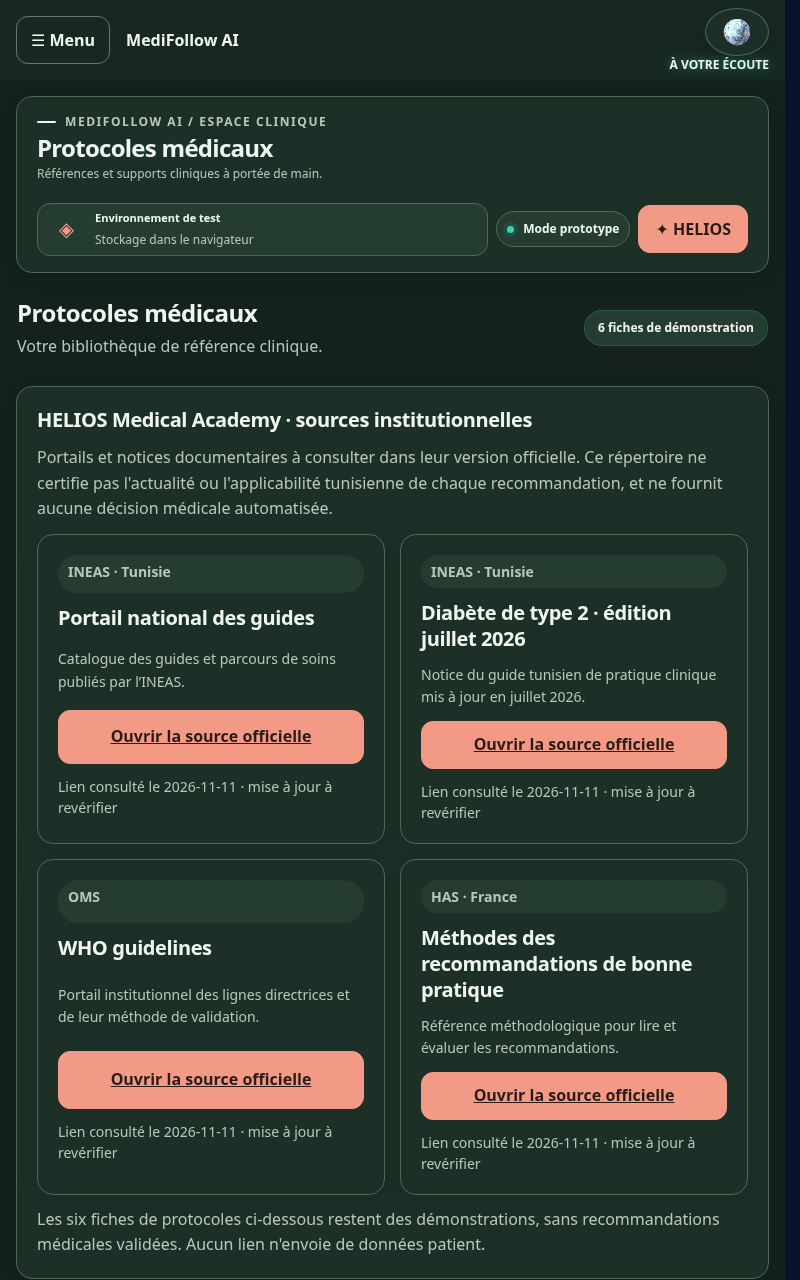 ☰ Menu
MediFollow AI
À VOTRE ÉCOUTE
MEDIFOLLOW AI / ESPACE CLINIQUE
Protocoles médicaux
Références et supports cliniques à portée de main.
Environnement de test
Stockage dans le navigateur
Mode prototype
✦ HELIOS
Protocoles médicaux
Votre bibliothèque de référence clinique.
6 fiches de démonstration
HELIOS Medical Academy · sources institutionnelles
Portails et notices documentaires à consulter dans leur version officielle. Ce répertoire ne
certifie pas l'actualité ou l'applicabilité tunisienne de chaque recommandation, et ne fournit
aucune décision médicale automatisée.
INEAS · Tunisie
Portail national des guides
Catalogue des guides et parcours de soins
publiés par l’INEAS.
Ouvrir la source officielle
Lien consulté le 2026-11-11 · mise à jour à
revérifier
INEAS · Tunisie
Diabète de type 2 · édition
juillet 2026
Notice du guide tunisien de pratique clinique
mis à jour en juillet 2026.
Ouvrir la source officielle
Lien consulté le 2026-11-11 · mise à jour à
revérifier
OMS
WHO guidelines
Portail institutionnel des lignes directrices et
de leur méthode de validation.
Ouvrir la source officielle
Lien consulté le 2026-11-11 · mise à jour à
revérifier
HAS · France
Méthodes des
recommandations de bonne
pratique
Référence méthodologique pour lire et
évaluer les recommandations.
Ouvrir la source officielle
Lien consulté le 2026-11-11 · mise à jour à
revérifier
Les six fiches de protocoles ci-dessous restent des démonstrations, sans recommandations
médicales validées. Aucun lien n'envoie de données patient.